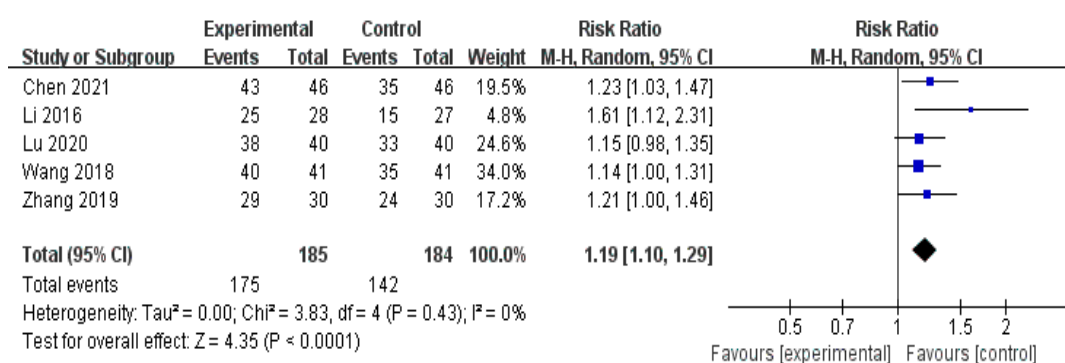 Experimental Control Risk Ratio Risk Ratio
Study or Subgroup Events Total Events Total Weight M-H, Random, 95% CI M-H, Random, 95% CI
Chen 2021 43 46 35 46 19.5% 1.23 [1.03, 1.47]
Li 2016 25 28 15 27 4.8% 1.61 [1.12, 2.31]
Lu 2020 38 40 33 40 24.6% 1.15 [0.98, 1.35]
Wang 2018 40 41 35 41 34.0% 1.14 [1.00, 1.31]
Zhang 2019 29 30 24 30 17.2% 1.21 [1.00, 1.46]
Total (95% CI) 185 184 100.0% 1.19 [1.10, 1.29]
Total events 175 142
Heterogeneity: Tau² = 0.00; Chi² = 3.83, df = 4 (P = 0.43); I² = 0%
Test for overall effect: Z = 4.35 (P < 0.0001)
0.5 0.7 1 1.5 2
Favours [experimental] Favours [control]